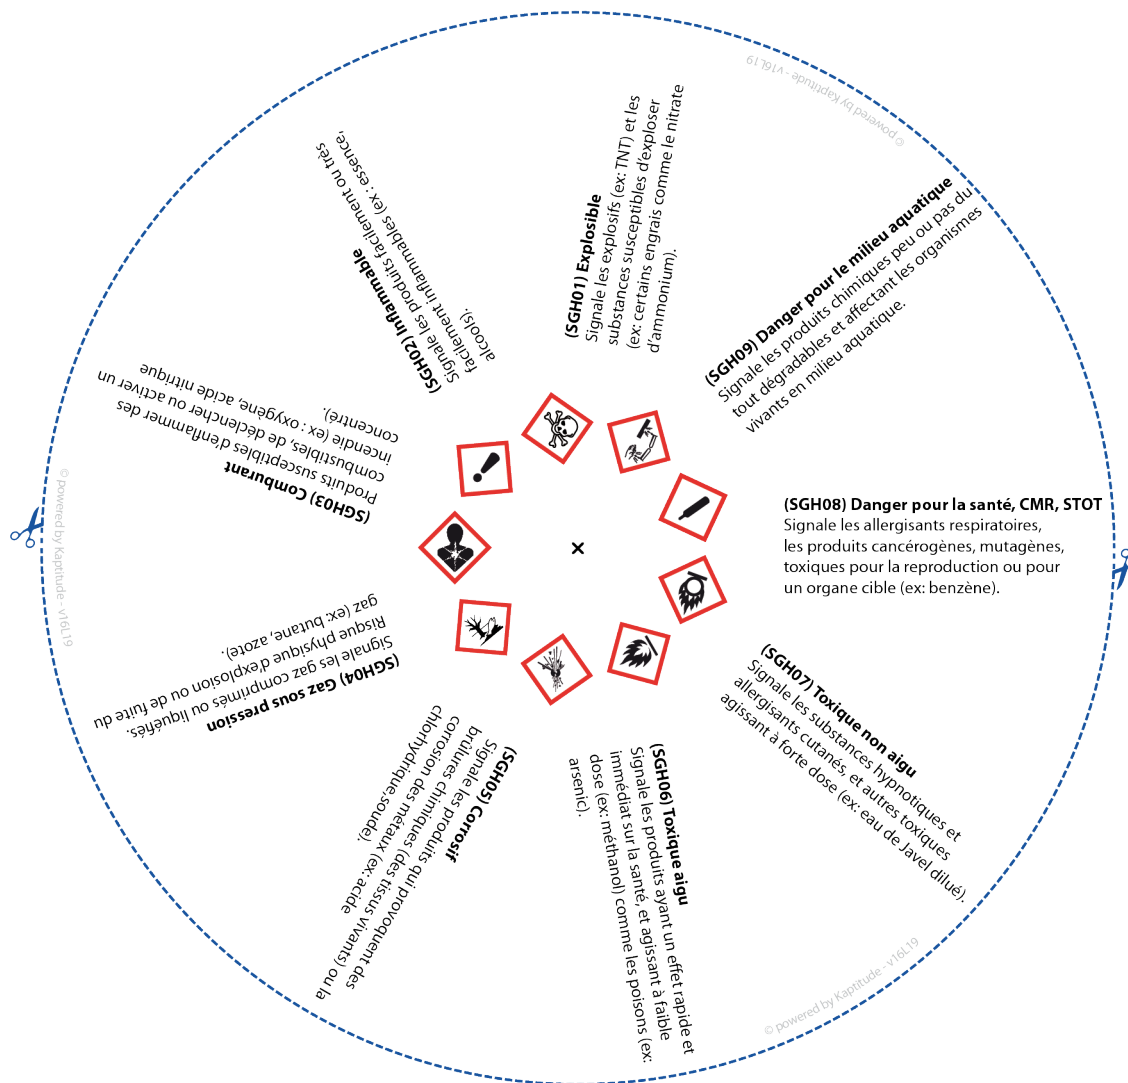 (SGH01) Explosible
Signale les explosifs (ex: TNT) et les
substances susceptibles d'exploser
(ex: certains engrais comme le nitrate
d'ammonium).
(SGH02) Inflammable
Signale les produits facilement ou très
facilement inflammables (ex : essence,
alcools),
(SGH03) Comburant
Produits susceptibles d'enflammer des
combustibles, de déclencher ou activer un
incendie (ex : oxygène, acide nitrique
concentré).
(SGH04) Gaz sous pression
Signale les gaz comprimés ou liquéfiés.
Risque physique d'explosion ou de fuite du
gaz (ex: butane, azote).
(SGH05) Corrosif
Signale les produits qui provoquent des
brûlures chimiques (des tissus vivants) ou la
corrosion des métaux (ex: acide
chlorhydrique,soude).
(SGH06) Toxique aigu
Signale les produits ayant un effet rapide et
immédiat sur la santé, et agissant à faible
dose (ex: méthanol) comme les poisons (ex:
arsenic).
(SGH07) Toxique non aigu
Signale les substances hypnotiques et
allergisants cutanés, et autres toxiques
agissant à forte dose (ex: eau de Javel dilué).
(SGH08) Danger pour la santé, CMR, STOT
Signale les allergisants respiratoires,
les produits cancérogènes, mutagènes,
toxiques pour la reproduction ou pour
un organe cible (ex: benzène).
(SGH09) Danger pour le milieu aquatique
Signale les produits chimiques peu ou pas du
tout dégradables et affectant les organismes
vivants en milieu aquatique.
© powered by Kaptitude - v16L19
© powered by Kaptitude - v16L19
© powered by Kaptitude - v16L19